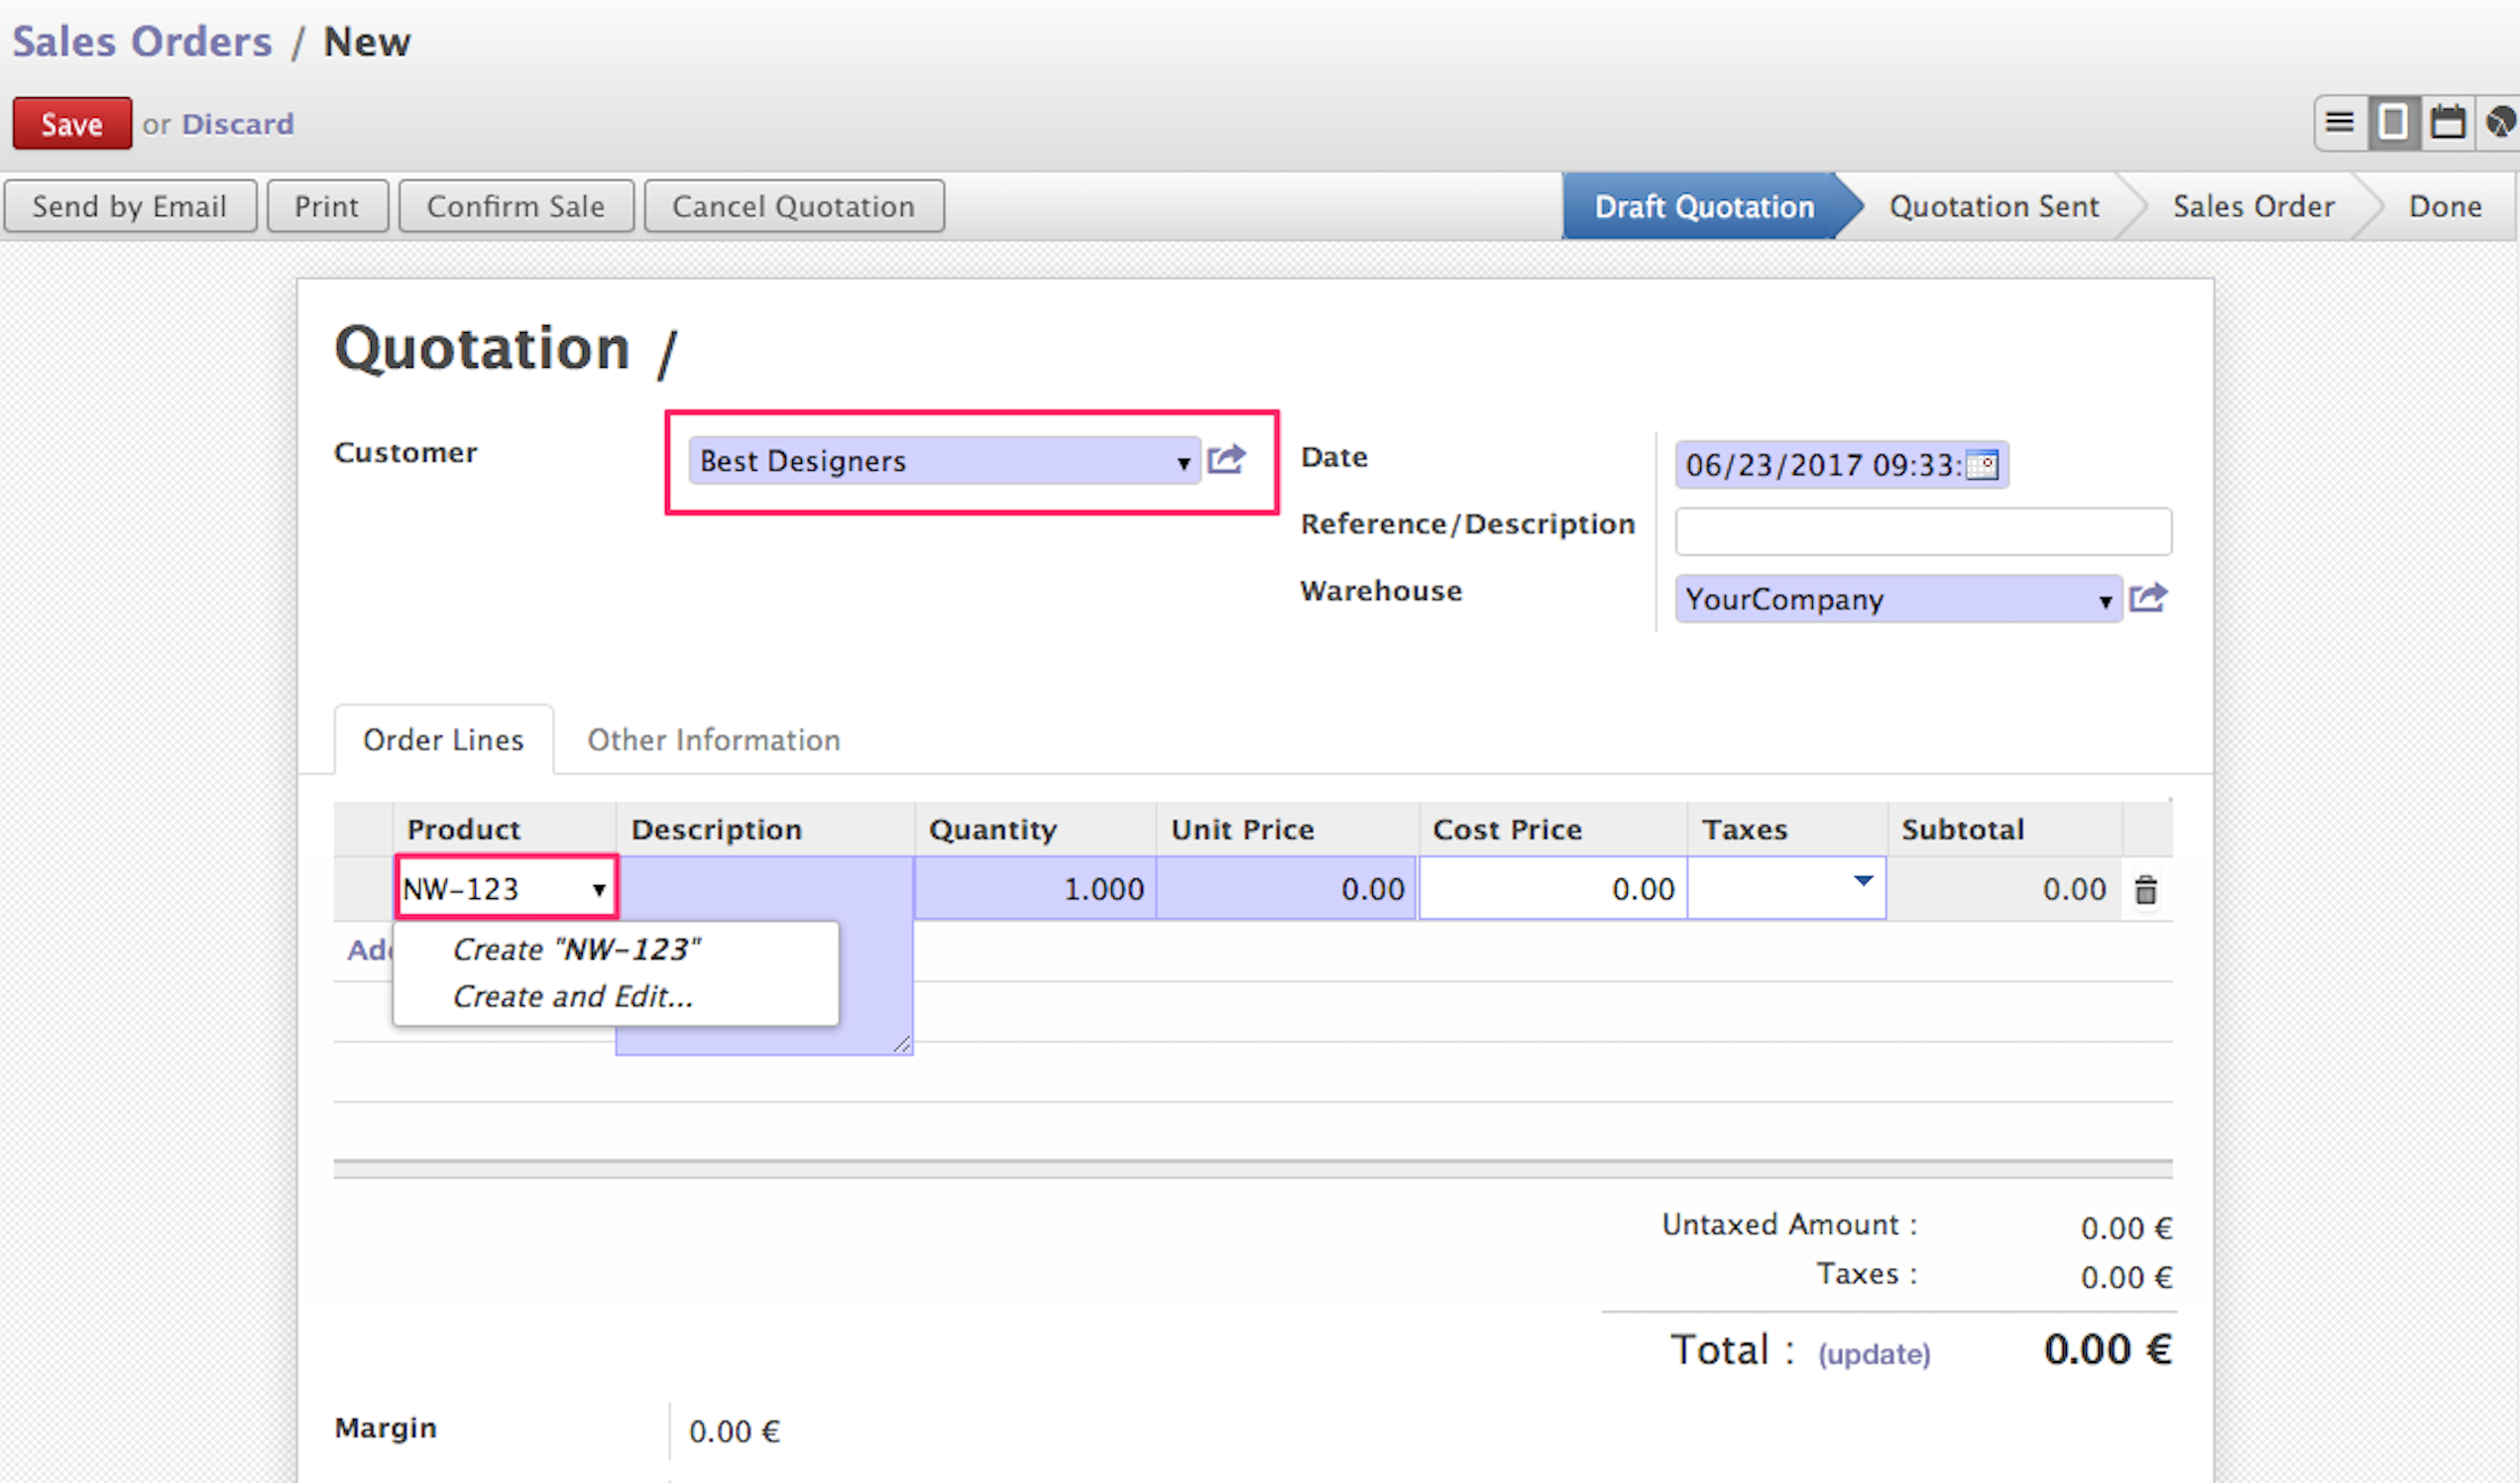 Sales Orders / New
Save or Discard
Send by Email Print Confirm Sale Cancel Quotation Draft Quotation Quotation Sent Sales Order Done
Quotation /
Customer Best Designers Date 06/23/2017 09:33:
Reference/Description
Warehouse YourCompany
Order Lines Other Information
Product Description Quantity Unit Price Cost Price Taxes Subtotal
NW-123 1.000 0.00 0.00 0.00
Create "NW-123"
Create and Edit...
Untaxed Amount : 0.00 €
Taxes : 0.00 €
Total : (update) 0.00 €
Margin 0.00 €